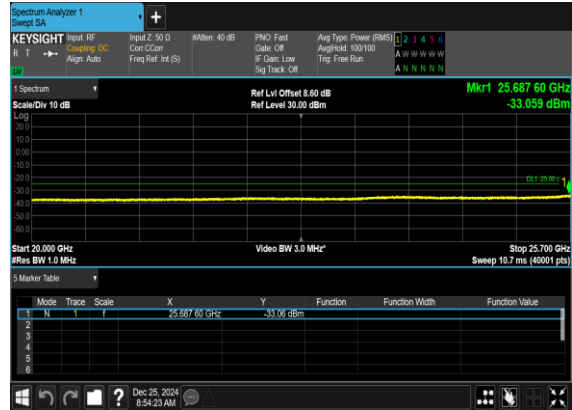 Spectrum Analyzer 1
Swept SA
+
KEYSIGHT Input: RF Input Z: 50 Ω #Atten: 40 dB PNO: Fast Avg Type: Power (RMS) 1 2 3 4 5 6
R T Coupling: DC Corr CCorr Gate: Off Avg|Hold: 100/100 A W W W W W
Align: Auto Freq Ref: Int (S) IF Gain: Low Trig: Free Run
Sig Track: Off A N N N N N
1 Spectrum Ref Lvl Offset 8.60 dB Mkr1 25.687 60 GHz
Scale/Div 10 dB Ref Level 30.00 dBm -33.059 dBm
Log
20.0
10.0
0.00
-10.0
DL1 -25.00 1
-20.0
-30.0
-40.0
-50.0
-60.0
Start 20.000 GHz Video BW 3.0 MHz* Stop 25.700 GHz
#Res BW 1.0 MHz Sweep 10.7 ms (40001 pts)
5 Marker Table
Mode Trace Scale X Y Function Function Width Function Value
1 N 1 f 25.687 60 GHz -33.06 dBm
2
3
4
5
6
? Dec 25, 2024
8:54:23 AM